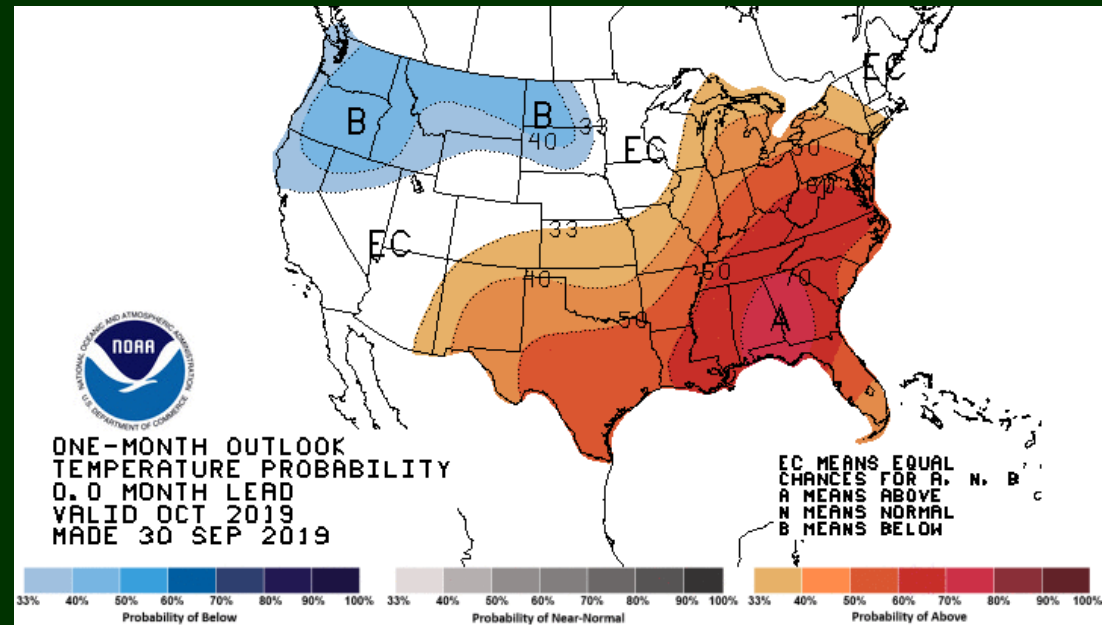 EC
B
B
33
40
EC
50
60
EC
33
40
60
70
50
A
NATIONAL OCEANIC AND ATMOSPHERIC ADMINISTRATION
NOAA
U.S. DEPARTMENT OF COMMERCE
ONE-MONTH OUTLOOK
TEMPERATURE PROBABILITY
0.0 MONTH LEAD
VALID OCT 2019
MADE 30 SEP 2019
EC MEANS EQUAL
CHANCES FOR A, N, B
A MEANS ABOVE
N MEANS NORMAL
B MEANS BELOW
33% 40% 50% 60% 70% 80% 90% 100%
Probability of Below
33% 40% 50% 60% 70% 80% 90% 100%
Probability of Near-Normal
33% 40% 50% 60% 70% 80% 90% 100%
Probability of Above